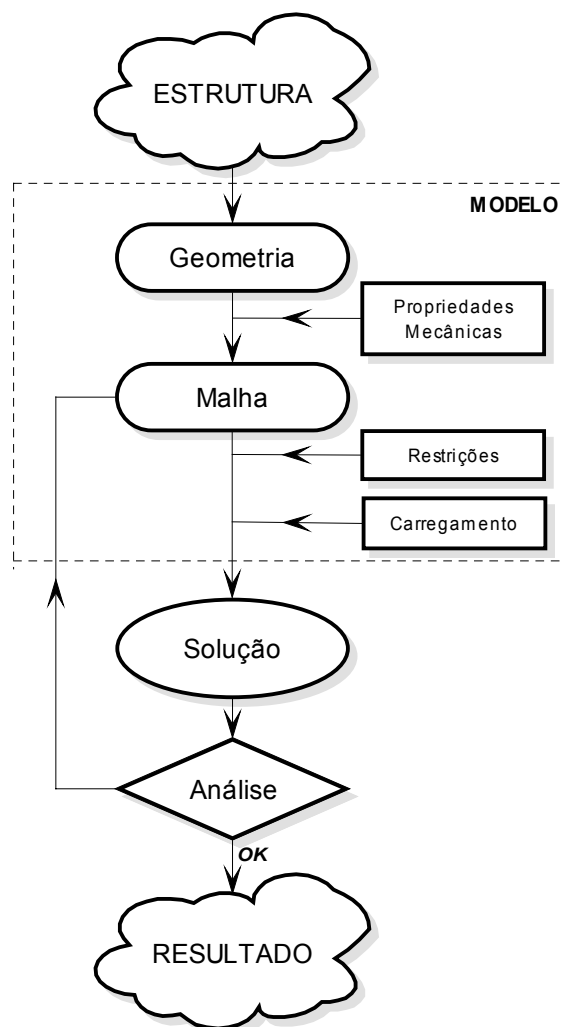 ESTRUTURA
MODELO
Geometria
Propriedades
Mecânicas
Malha
Restrições
Carregamento
Solução
Análise
OK
RESULTADO